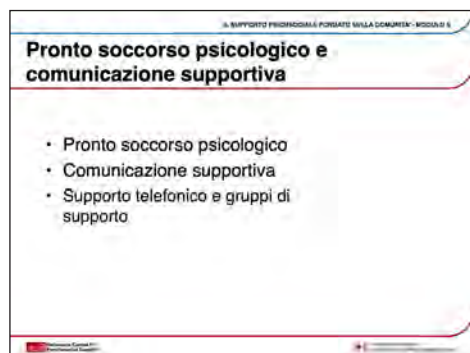 IL SUPPORTO PSICOSOCIALE FONDATO SULLA COMUNITA' - MODULO 5
Pronto soccorso psicologico e
comunicazione supportiva
• Pronto soccorso psicologico
• Comunicazione supportiva
• Supporto telefonico e gruppi di
supporto